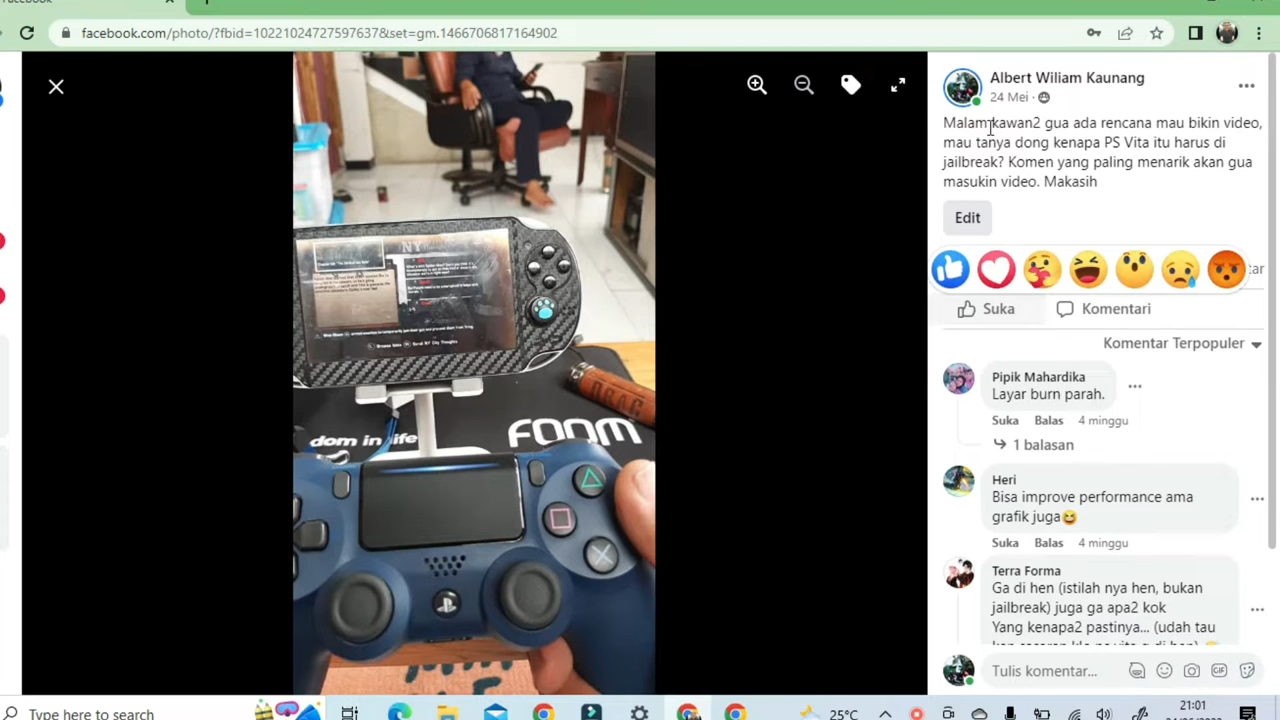 facebook.com/photo/?fbid=10221024727597637&set=gm.1466706817164902
Albert Wiliam Kaunang
24 Mei ·
Malam kawan2 gua ada rencana mau bikin video,
mau tanya dong kenapa PS Vita itu harus di
jailbreak? Komen yang paling menarik akan gua
masukin video. Makasih
Edit
Suka
Komentari
Komentar Terpopuler
Pipik Mahardika
Layar burn parah.
Suka Balas 4 minggu
1 balasan
Heri
Bisa improve performance ama
grafik juga😆
Suka Balas 4 minggu
Terra Forma
Ga di hen (istilah nya hen, bukan
jailbreak) juga ga apa2 kok
Yang kenapa2 pastinya... (udah tau
Tulis komentar...
GIF
NY
dom in life
FOOM
Type here to search
25°C
21:01